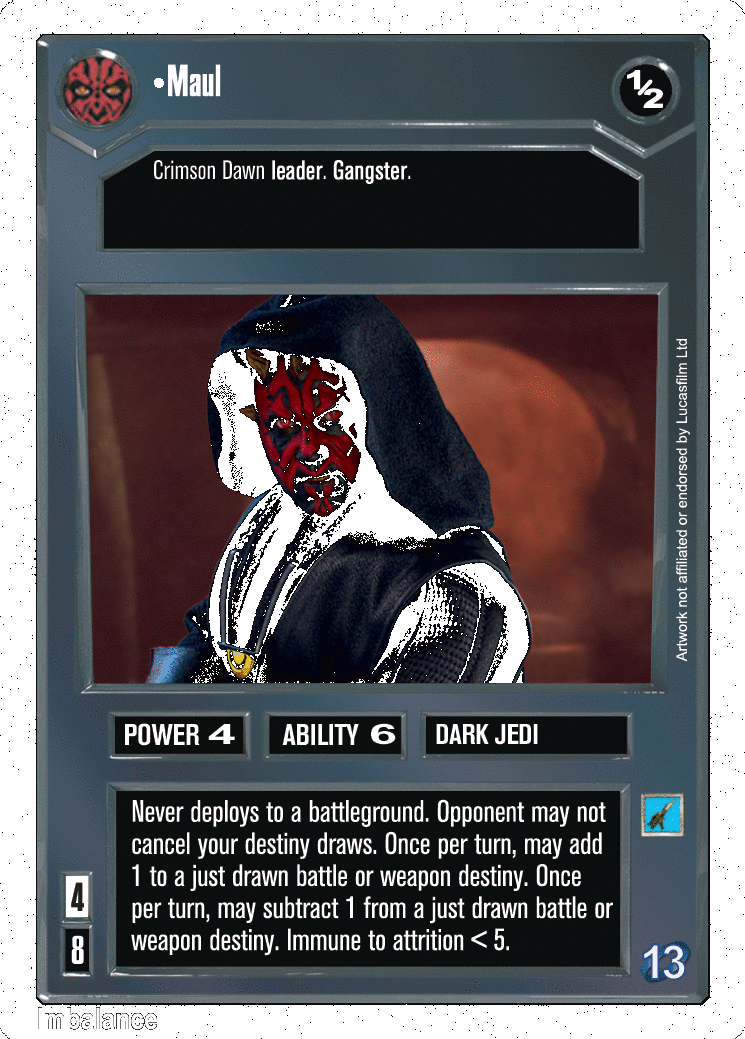 •Maul
1/2
Crimson Dawn leader. Gangster.
Artwork not affiliated or endorsed by Lucasfilm Ltd
POWER 4
ABILITY 6
DARK JEDI
Never deploys to a battleground. Opponent may not
cancel your destiny draws. Once per turn, may add
1 to a just drawn battle or weapon destiny. Once
per turn, may subtract 1 from a just drawn battle or
weapon destiny. Immune to attrition < 5.
4
8
13
Imbalance